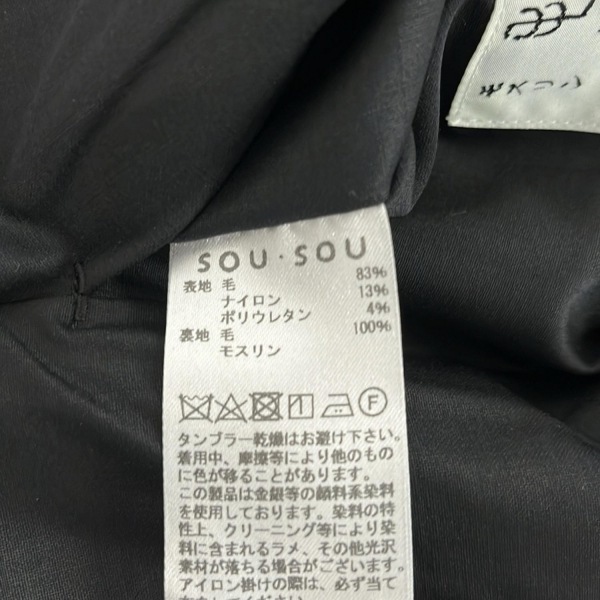 モスリン
SOU・SOU
表地 毛 83%
ナイロン 13%
ポリウレタン 4%
裏地 毛 100%
モスリン
F
タンブラー乾燥はお避け下さい。
着用中、摩擦等により他のもの
に色が移ることがあります。
この製品は金銀等の顔料系染料
を使用しております。染料の特
性上、クリーニング等により染
料に含まれるラメ、その他光沢
素材が落ちる場合がございます。
アイロン掛けの際は、必ず当て